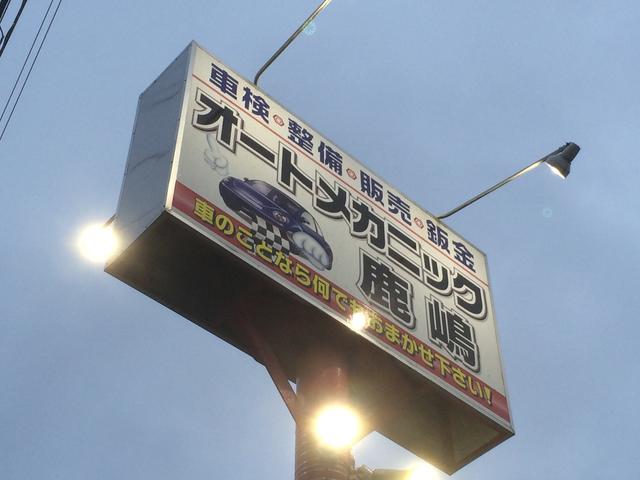 車検・整備・販売・鈑金
オートメカニック
鹿嶋
車のことなら何でもおまかせ下さい!